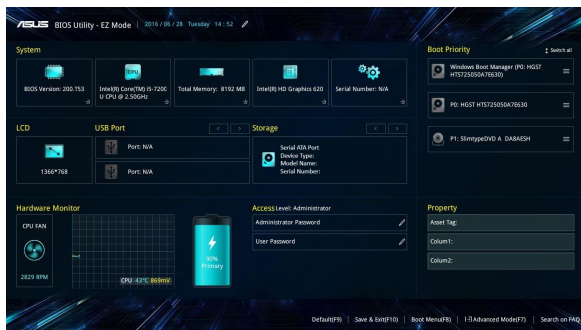 ASUS BIOS Utility - EZ Mode 2016 / 06 / 28 Tuesday 14 : 52
System
BIOS Version: 200.T53
CPU
Intel(R) Core(TM) i5-7200
U CPU @ 2.50GHz
Total Memory: 8192 MB
Intel(R) HD Graphics 620
Serial Number: N/A
Boot Priority
Switch all
Windows Boot Manager (P0: HGST
HTS725050A7E630)
P0: HGST HTS725050A7E630
P1: SlimtypeDVD A DA8AESH
LCD
1366*768
USB Port
Port: N/A
Port: N/A
Storage
Serial ATA Port
Device Type:
Model Name:
Serial Number:
Hardware Monitor
CPU FAN
2829 RPM
CPU 43°C 869mV
90%
Primary
Access Level: Administrator
Administrator Password
User Password
Property
Asset Tag:
Colum1:
Colum2:
Default(F9) Save & Exit(F10) Boot Menu(F8) Advanced Mode(F7) Search on FAQ